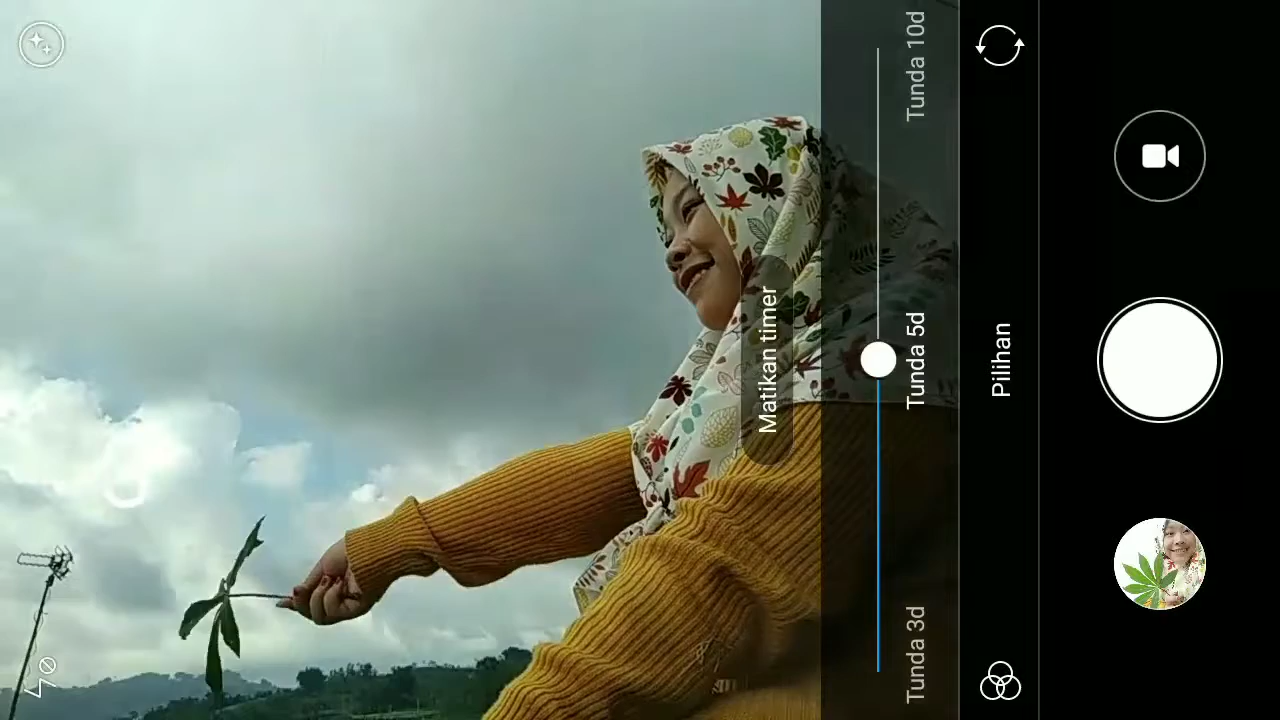 Tunda 10d
Tunda 5d
Tunda 3d
Matikan timer
Pilihan